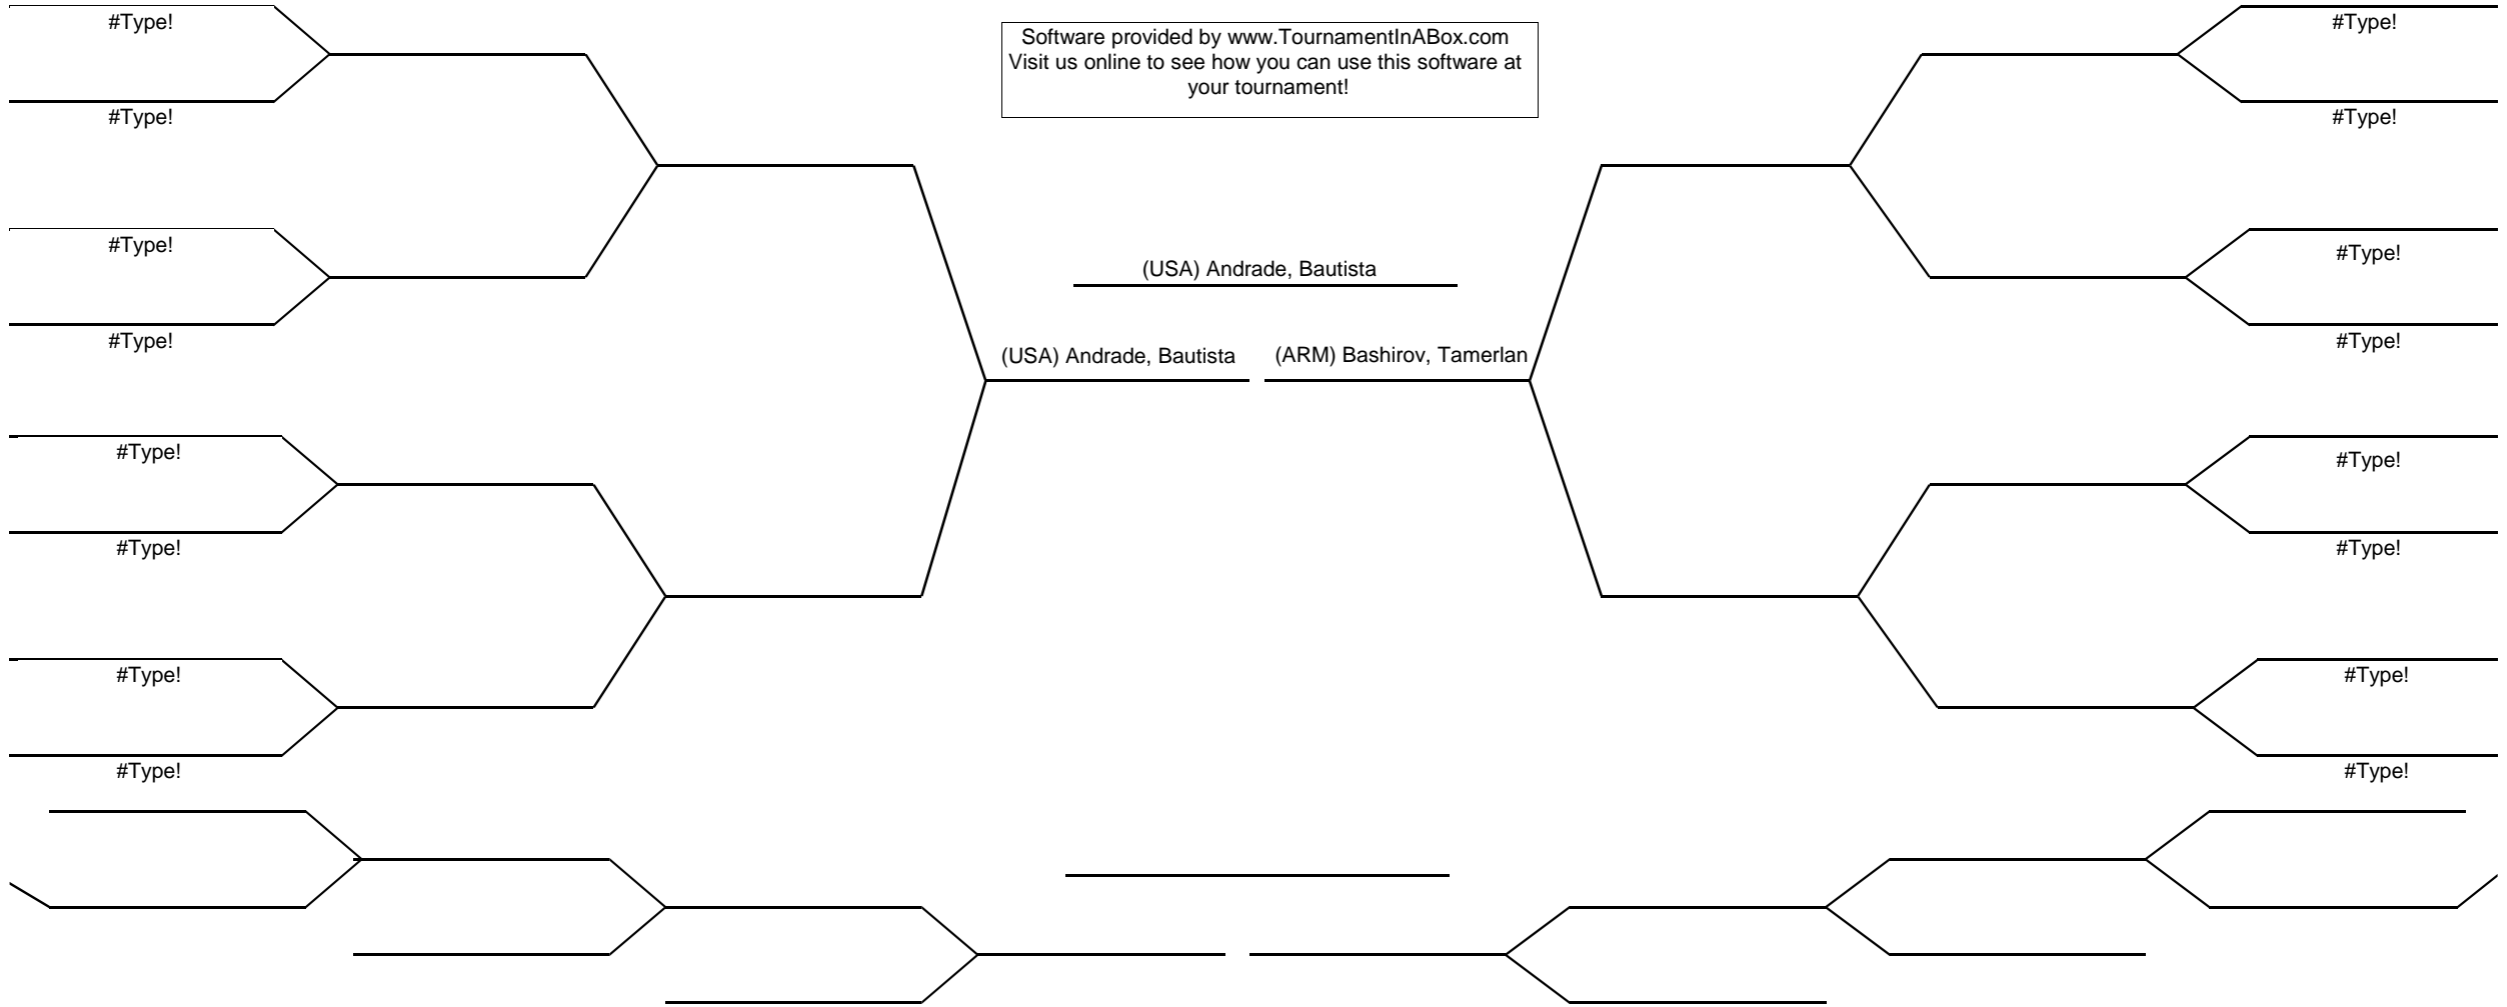 #Type!
#Type!
Software provided by www.TournamentInABox.com
Visit us online to see how you can use this software at
your tournament!
#Type!
#Type!
#Type!
#Type!
(USA) Andrade, Bautista
#Type!
#Type!
(USA) Andrade, Bautista
(ARM) Bashirov, Tamerlan
#Type!
#Type!
#Type!
#Type!
#Type!
#Type!
#Type!
#Type!